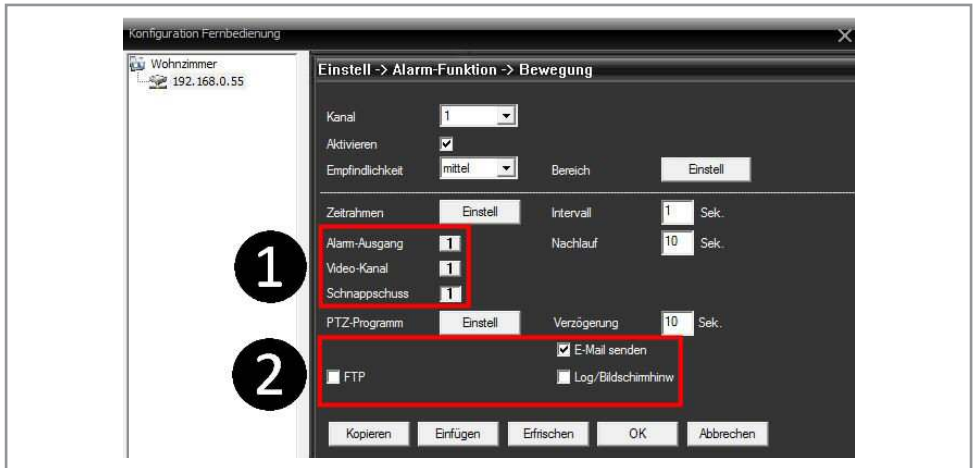 Konfiguration Fernbedienung
Wohnzimmer
192.168.0.55
Einstell -> Alarm-Funktion -> Bewegung
Kanal 1
Aktivieren
Empfindlichkeit mittel Bereich Einstell
Zeitrahmen Einstell Intervall 1 Sek.
1
Alarm-Ausgang 1 Nachlauf 10 Sek.
Video-Kanal 1
Schnappschuss 1
PTZ-Programm Einstell Verzögerung 10 Sek.
2
E-Mail senden
FTP Log/Bildschirmhinw
Kopieren Einfügen Erfrischen OK Abbrechen